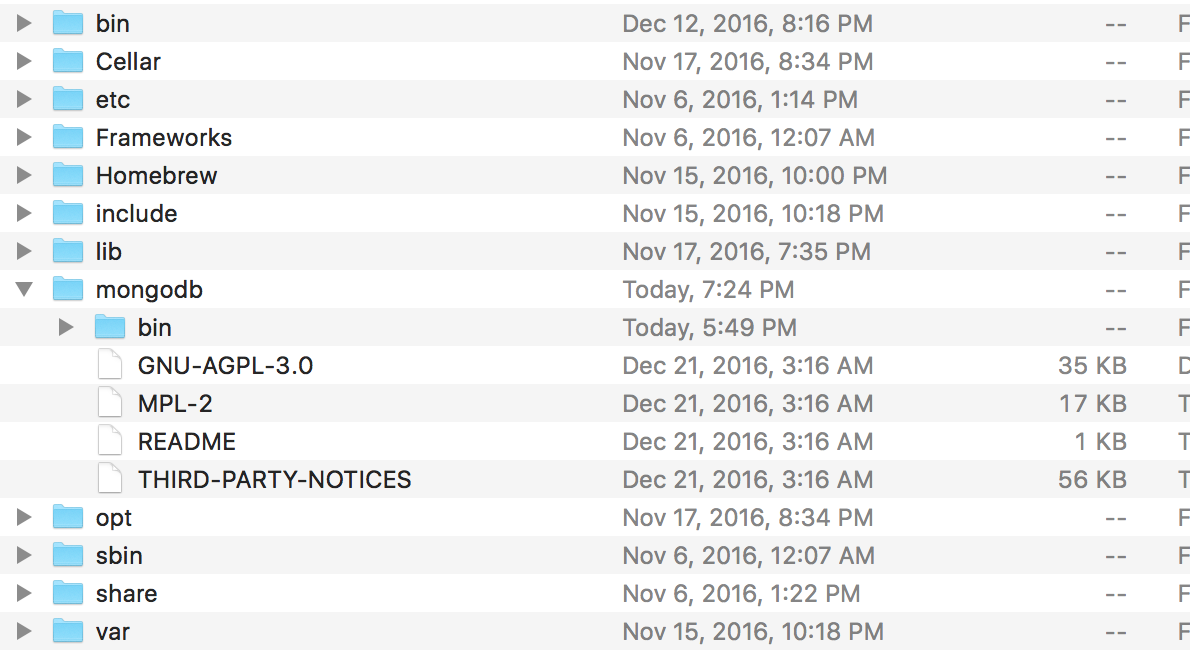 bin Dec 12, 2016, 8:16 PM -- F
Cellar Nov 17, 2016, 8:34 PM -- F
etc Nov 6, 2016, 1:14 PM -- F
Frameworks Nov 6, 2016, 12:07 AM -- F
Homebrew Nov 15, 2016, 10:00 PM -- F
include Nov 15, 2016, 10:18 PM -- F
lib Nov 17, 2016, 7:35 PM -- F
mongodb Today, 7:24 PM -- F
bin Today, 5:49 PM -- F
GNU-AGPL-3.0 Dec 21, 2016, 3:16 AM 35 KB D
MPL-2 Dec 21, 2016, 3:16 AM 17 KB T
README Dec 21, 2016, 3:16 AM 1 KB T
THIRD-PARTY-NOTICES Dec 21, 2016, 3:16 AM 56 KB T
opt Nov 17, 2016, 8:34 PM -- F
sbin Nov 6, 2016, 12:07 AM -- F
share Nov 6, 2016, 1:22 PM -- F
var Nov 15, 2016, 10:18 PM -- F